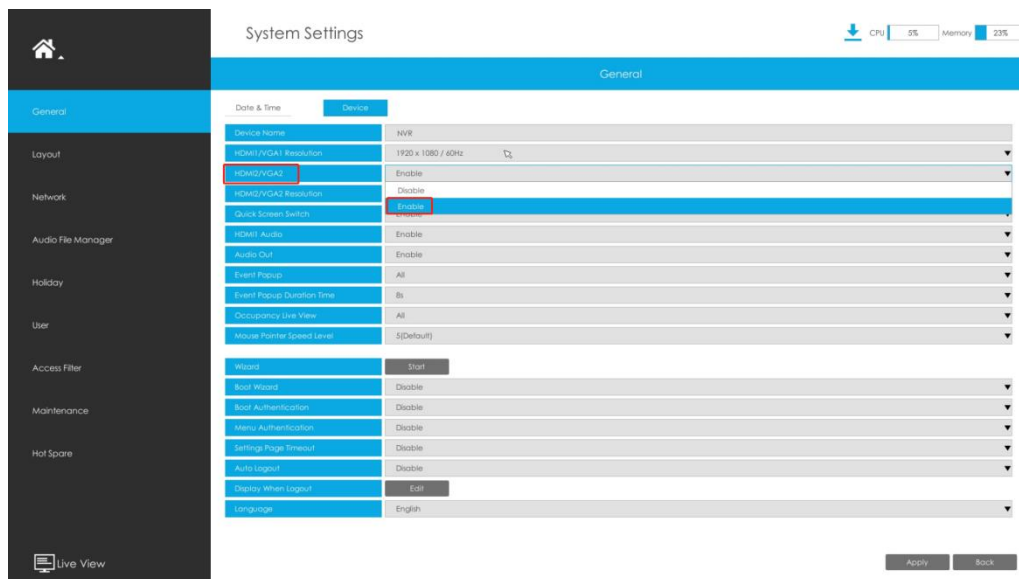 System Settings
CPU 5% Memory 23%
General
General
Layout
Network
Audio File Manager
Holiday
User
Access Filter
Maintenance
Hot Spare
Live View
Date & Time Device
Device Name NVR
HDMI1/VGA1 Resolution 1920 x 1080 / 60Hz
HDMI2/VGA2 Enable
HDMI2/VGA2 Resolution Disable
Enable
Quick Screen Switch Enable
HDMI1 Audio Enable
Audio Out Enable
Event Popup All
Event Popup Duration Time 8s
Occupancy Live View All
Mouse Pointer Speed Level 5(Default)
Wizard Start
Boot Wizard Disable
Boot Authentication Disable
Menu Authentication Disable
Settings Page Timeout Disable
Auto Logout Disable
Display When Logout Edit
Language English
Apply Back